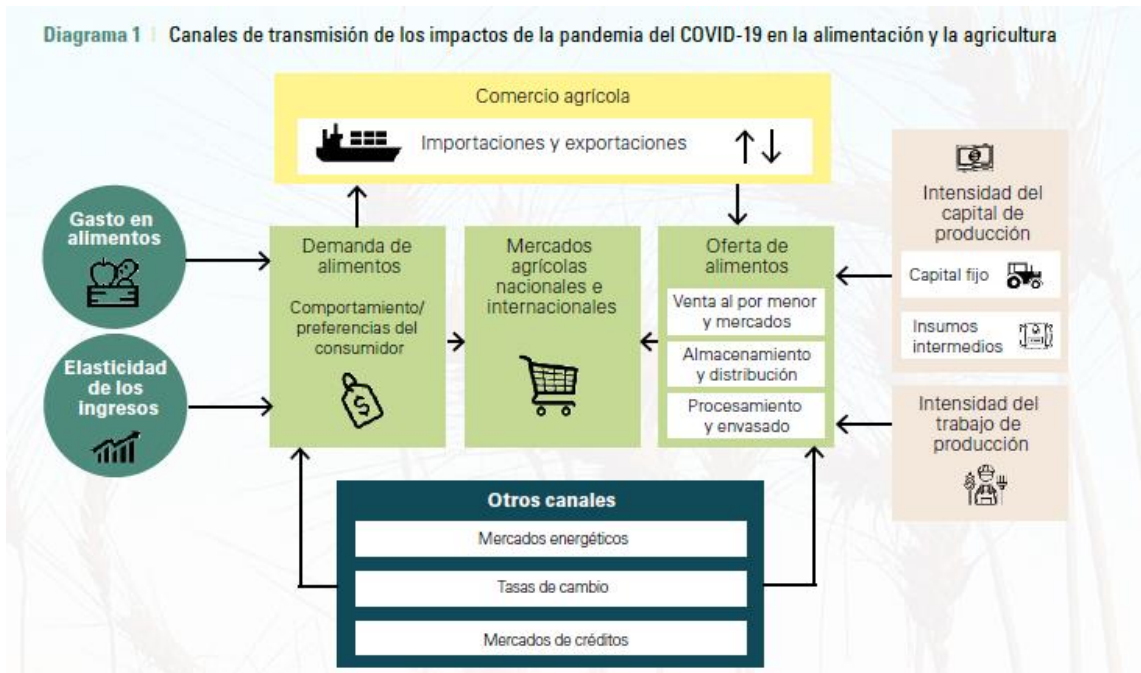 Diagrama 1 | Canales de transmisión de los impactos de la pandemia del COVID-19 en la alimentación y la agricultura
Comercio agrícola
Importaciones y exportaciones
Gasto en
alimentos
Elasticidad
de los
ingresos
Demanda de
alimentos
Comportamiento/
preferencias del
consumidor
$
Mercados
agrícolas
nacionales e
internacionales
Oferta de
alimentos
Venta al por menor
y mercados
Almacenamiento
y distribución
Procesamiento
y envasado
Intensidad del
capital de
producción
Capital fijo
Insumos
intermedios
Intensidad del
trabajo de
producción
Otros canales
Mercados energéticos
Tasas de cambio
Mercados de créditos